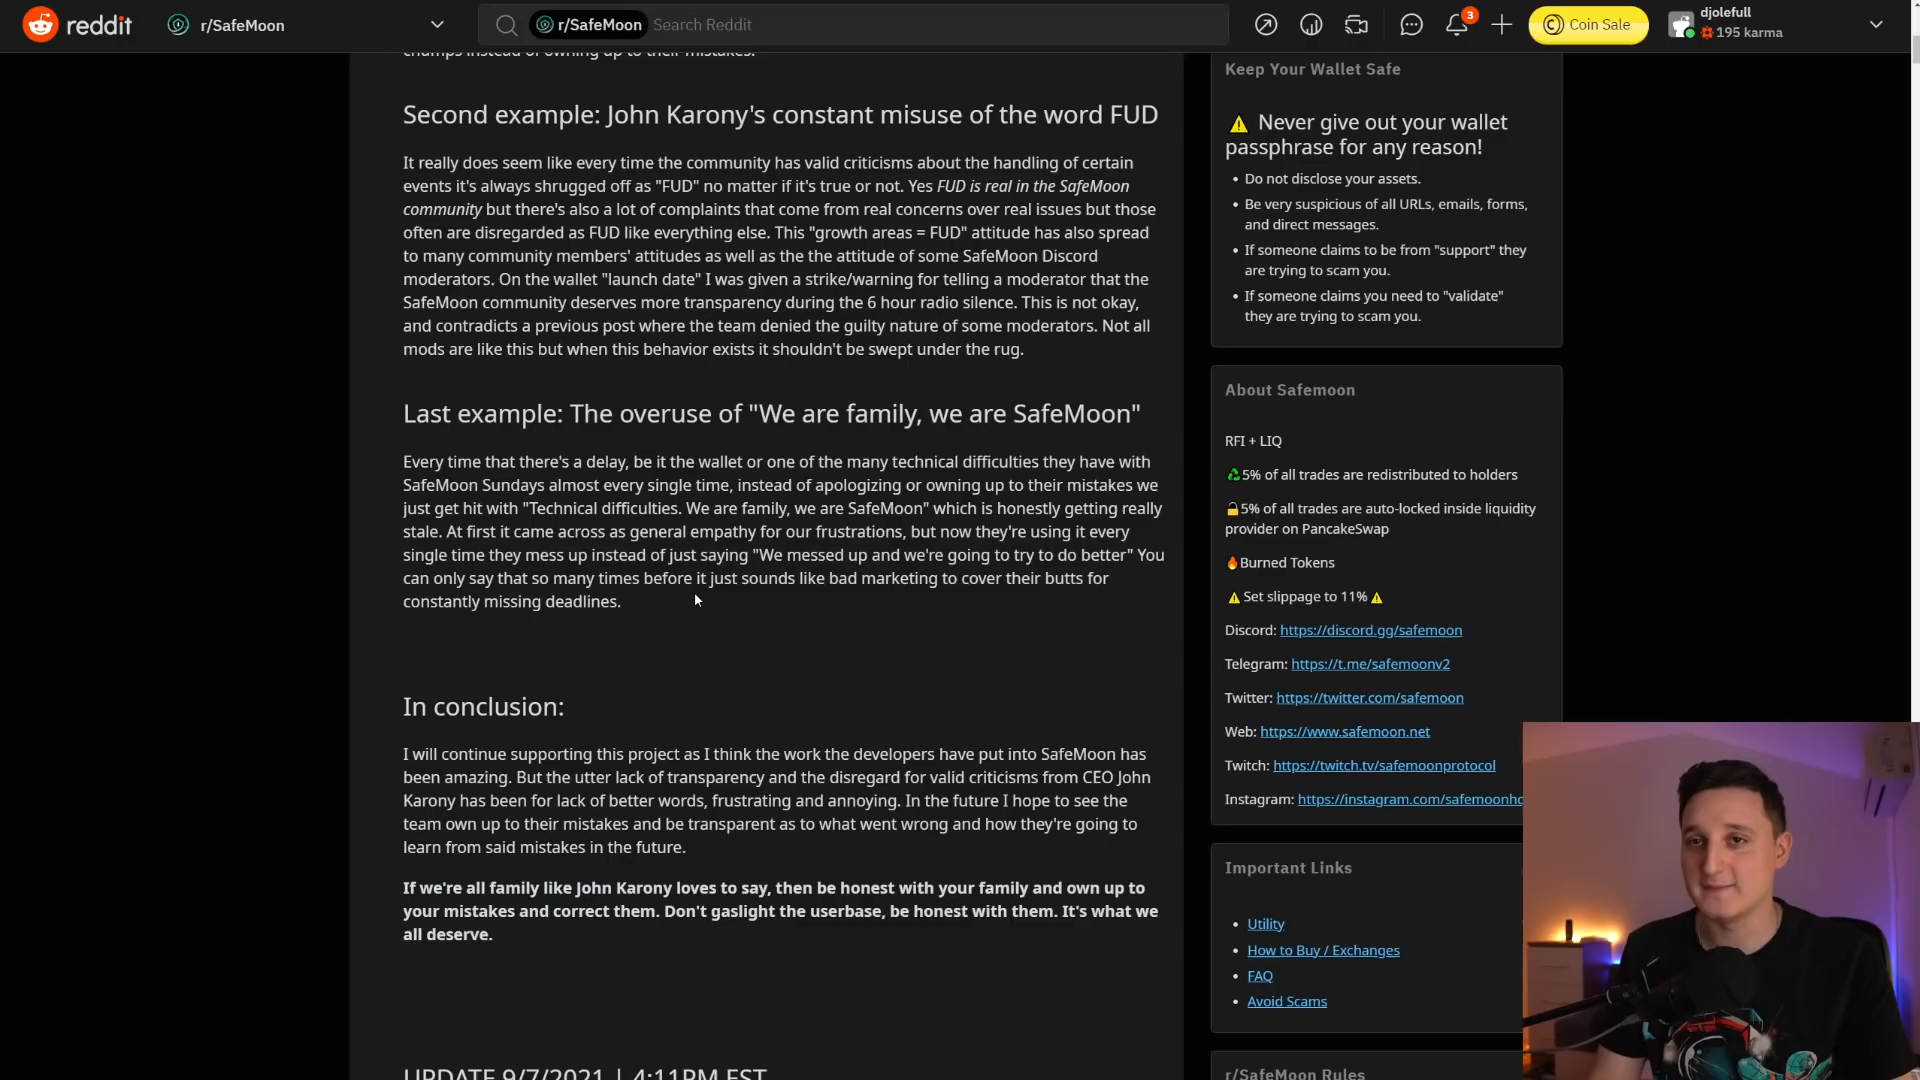 reddit
r/SafeMoon
r/SafeMoon
Search Reddit
3
Coin Sale
djolefull
195 karma
champs instead of owning up to their mistakes.
Second example: John Karony's constant misuse of the word FUD
It really does seem like every time the community has valid criticisms about the handling of certain
events it's always shrugged off as "FUD" no matter if it's true or not. Yes FUD is real in the SafeMoon
community but there's also a lot of complaints that come from real concerns over real issues but those
often are disregarded as FUD like everything else. This "growth areas = FUD" attitude has also spread
to many community members' attitudes as well as the the attitude of some SafeMoon Discord
moderators. On the wallet "launch date" I was given a strike/warning for telling a moderator that the
SafeMoon community deserves more transparency during the 6 hour radio silence. This is not okay,
and contradicts a previous post where the team denied the guilty nature of some moderators. Not all
mods are like this but when this behavior exists it shouldn't be swept under the rug.
Last example: The overuse of "We are family, we are SafeMoon"
Every time that there's a delay, be it the wallet or one of the many technical difficulties they have with
SafeMoon Sundays almost every single time, instead of apologizing or owning up to their mistakes we
just get hit with "Technical difficulties. We are family, we are SafeMoon" which is honestly getting really
stale. At first it came across as general empathy for our frustrations, but now they're using it every
single time they mess up instead of just saying "We messed up and we're going to try to do better" You
can only say that so many times before it just sounds like bad marketing to cover their butts for
constantly missing deadlines.
In conclusion:
I will continue supporting this project as I think the work the developers have put into SafeMoon has
been amazing. But the utter lack of transparency and the disregard for valid criticisms from CEO John
Karony has been for lack of better words, frustrating and annoying. In the future I hope to see the
team own up to their mistakes and be transparent as to what went wrong and how they're going to
learn from said mistakes in the future.
If we're all family like John Karony loves to say, then be honest with your family and own up to
your mistakes and correct them. Don't gaslight the userbase, be honest with them. It's what we
all deserve.
UPDATE 9/7/2021 | 4:11PM EST
Keep Your Wallet Safe
⚠ Never give out your wallet
passphrase for any reason!
• Do not disclose your assets.
• Be very suspicious of all URLs, emails, forms,
and direct messages.
• If someone claims to be from "support" they
are trying to scam you.
• If someone claims you need to "validate"
they are trying to scam you.
About Safemoon
RFI + LIQ
♻5% of all trades are redistributed to holders
🔒5% of all trades are auto-locked inside liquidity
provider on PancakeSwap
🔥Burned Tokens
⚠Set slippage to 11%⚠
Discord: https://discord.gg/safemoon
Telegram: https://t.me/safemoonv2
Twitter: https://twitter.com/safemoon
Web: https://www.safemoon.net
Twitch: https://twitch.tv/safemoonprotocol
Instagram: https://instagram.com/safemoonhq
Important Links
• Utility
• How to Buy / Exchanges
• FAQ
• Avoid Scams
r/SafeMoon Rules